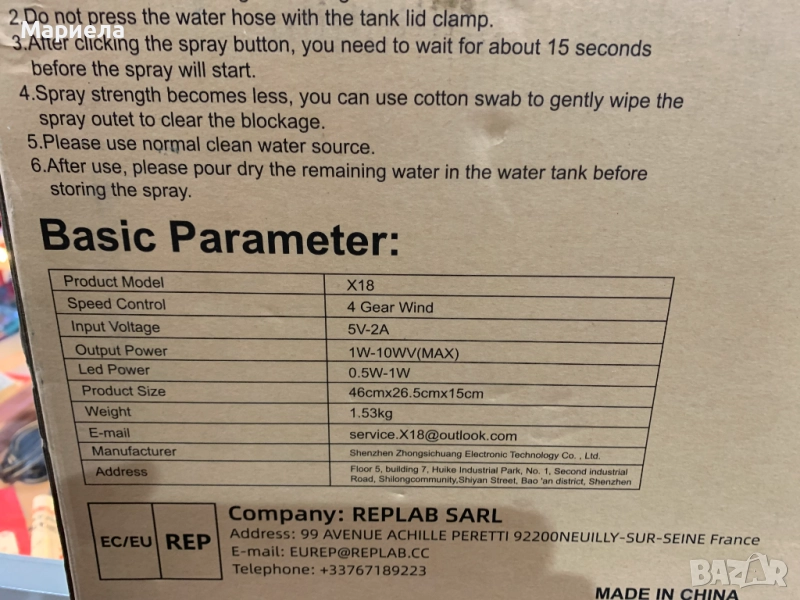 2.Do not press the water hose with the tank lid clamp.
Мариела
3.After clicking the spray button, you need to wait for about 15 seconds
before the spray will start.
4.Spray strength becomes less, you can use cotton swab to gently wipe the
spray outet to clear the blockage.
5.Please use normal clean water source.
6.After use, please pour dry the remaining water in the water tank before
storing the spray.
Basic Parameter:
Product Model X18
Speed Control 4 Gear Wind
Input Voltage 5V-2A
Output Power 1W-10WV(MAX)
Led Power 0.5W-1W
Product Size 46cmx26.5cmx15cm
Weight 1.53kg
E-mail service.X18@outlook.com
Manufacturer Shenzhen Zhongsichuang Electronic Technology Co. , Ltd.
Address Floor 5, building 7, Huike Industrial Park, No. 1, Second industrial
Road, Shilongcommunity,Shiyan Street, Bao 'an district, Shenzhen
EC/EU REP
Company: REPLAB SARL
Address: 99 AVENUE ACHILLE PERETTI 92200NEUILLY-SUR-SEINE France
E-mail: EUREP@REPLAB.CC
Telephone: +33767189223
MADE IN CHINA
BAZAR